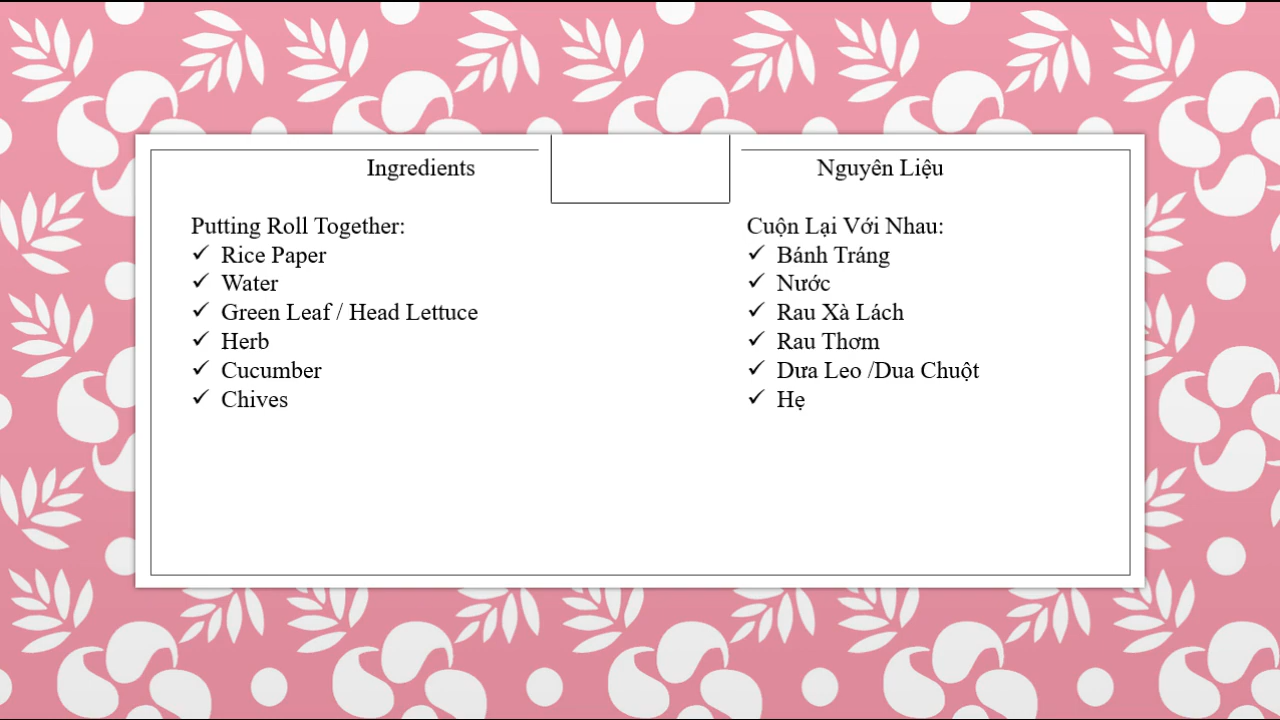 Ingredients
Putting Roll Together:
✓ Rice Paper
✓ Water
✓ Green Leaf / Head Lettuce
✓ Herb
✓ Cucumber
✓ Chives
Nguyên Liệu
Cuộn Lại Với Nhau:
✓ Bánh Tráng
✓ Nước
✓ Rau Xà Lách
✓ Rau Thơm
✓ Dưa Leo /Dua Chuột
✓ Hẹ